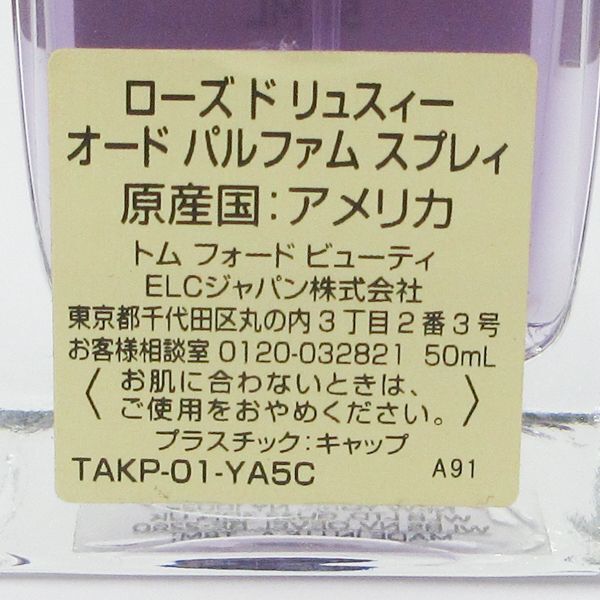 ローズ ド リュスィー
オード パルファム スプレィ
原産国：アメリカ
トム フォード ビューティ
ELCジャパン株式会社
東京都千代田区丸の内3丁目2番3号
お客様相談室 0120-032821 50mL
〈 お肌に合わないときは、
ご使用をおやめください。 〉
プラスチック：キャップ
TAKP-01-YA5C A91